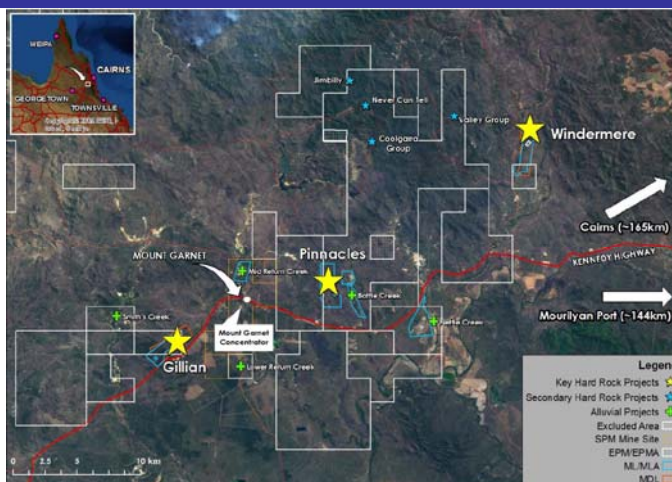 WEIPA
CAIRNS
GEORGETOWN
TOWNSVILLE
Jimbilly
Never Can Tell
Valley Group
Coolgarra
Group
Windermere
Cairns (~165km)
KENNEDY HIGHWAY
Mourilyan Port (~144km)
MOUNT GARNET
Pinnacles
Mid Return Creek
Battle Creek
Smith's Creek
Mount Garnet
Concentrator
Gillian
Lower Return Creek
Legen
Key Hard Rock Projects
Secondary Hard Rock Projects
Alluvial Projects
Excluded Area
SPM Mine Site
EPM/EPMA
ML/MLA
MDL
0 2.5 5 10 km